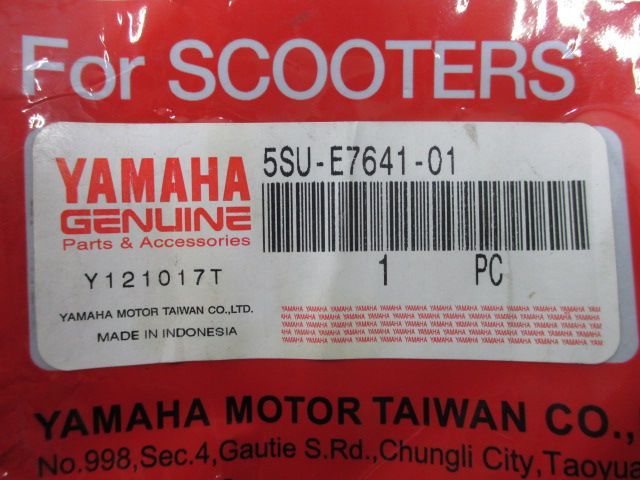 For SCOOTERS
YAMAHA
GENUINE
Parts & Accessories
5SU-E7641-01
1 PC
Y121017T
YAMAHA MOTOR TAIWAN CO.,LTD.
MADE IN INDONESIA
YAMAHA MOTOR TAIWAN CO.,
No.998,Sec.4,Gautie S.Rd.,Chungli City,Taoyu